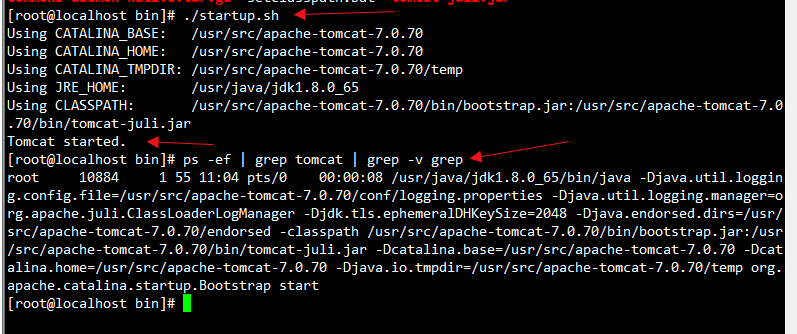 [root@localhost bin]# ./startup.sh
Using CATALINA_BASE:   /usr/src/apache-tomcat-7.0.70
Using CATALINA_HOME:   /usr/src/apache-tomcat-7.0.70
Using CATALINA_TMPDIR: /usr/src/apache-tomcat-7.0.70/temp
Using JRE_HOME:        /usr/java/jdk1.8.0_65
Using CLASSPATH:       /usr/src/apache-tomcat-7.0.70/bin/bootstrap.jar:/usr/src/apache-tomcat-7.0
.70/bin/tomcat-juli.jar
Tomcat started.
[root@localhost bin]# ps -ef | grep tomcat | grep -v grep
root     10884     1 55 11:04 pts/0    00:00:08 /usr/java/jdk1.8.0_65/bin/java -Djava.util.loggin
g.config.file=/usr/src/apache-tomcat-7.0.70/conf/logging.properties -Djava.util.logging.manager=o
rg.apache.juli.ClassLoaderLogManager -Djdk.tls.ephemeralDHKeySize=2048 -Djava.endorsed.dirs=/usr/
src/apache-tomcat-7.0.70/endorsed -classpath /usr/src/apache-tomcat-7.0.70/bin/bootstrap.jar:/usr
/src/apache-tomcat-7.0.70/bin/tomcat-juli.jar -Dcatalina.base=/usr/src/apache-tomcat-7.0.70 -Dcat
alina.home=/usr/src/apache-tomcat-7.0.70 -Djava.io.tmpdir=/usr/src/apache-tomcat-7.0.70/temp org.
apache.catalina.startup.Bootstrap start
[root@localhost bin]#